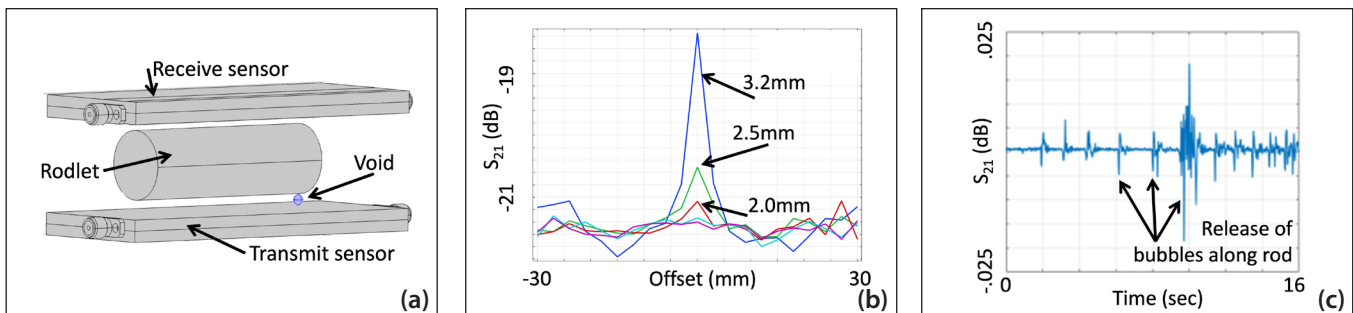 Receive sensor
Rodlet
Void
Transmit sensor
(a)
S21 (dB)
-19
-21
3.2mm
2.5mm
2.0mm
-30
Offset (mm)
30
(b)
S21 (dB)
.025
-.025
Release of
bubbles along rod
0
Time (sec)
16
(c)